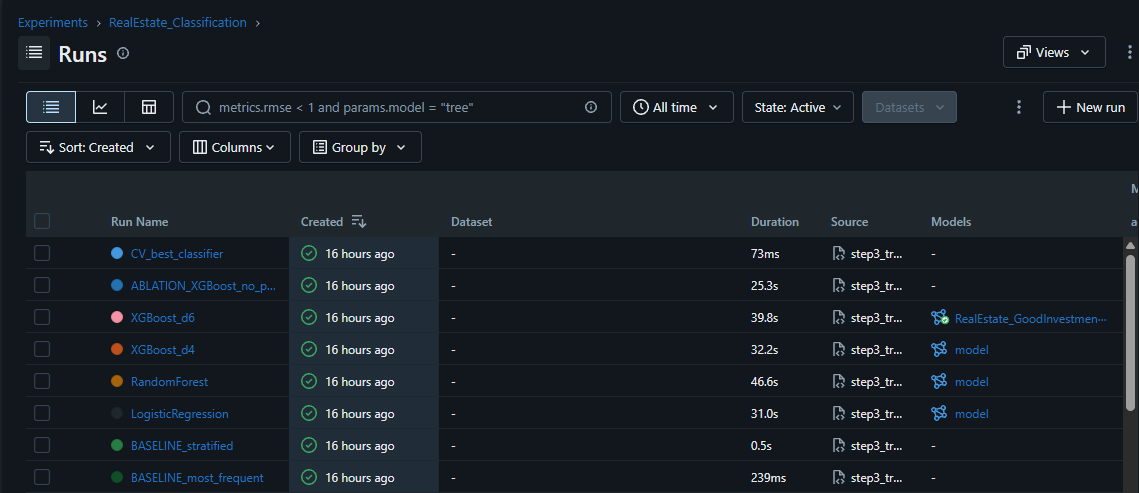 Experiments > RealEstate_Classification >
Runs
Views
metrics.rmse < 1 and params.model = "tree"
All time
State: Active
Datasets
New run
Sort: Created
Columns
Group by
M
Run Name Created Dataset Duration Source Models a
CV_best_classifier 16 hours ago - 73ms step3_tr... -
ABLATION_XGBoost_no_p... 16 hours ago - 25.3s step3_tr... -
XGBoost_d6 16 hours ago - 39.8s step3_tr... RealEstate_GoodInvestmen...
XGBoost_d4 16 hours ago - 32.2s step3_tr... model
RandomForest 16 hours ago - 46.6s step3_tr... model
LogisticRegression 16 hours ago - 31.0s step3_tr... model
BASELINE_stratified 16 hours ago - 0.5s step3_tr... -
BASELINE_most_frequent 16 hours ago - 239ms step3_tr... -